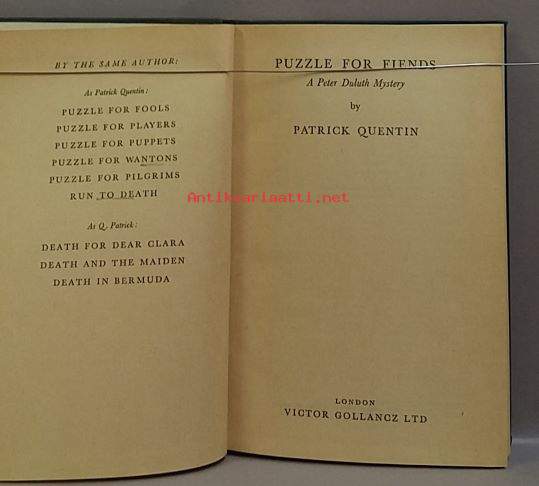 BY THE SAME AUTHOR:
As Patrick Quentin:
PUZZLE FOR FOOLS
PUZZLE FOR PLAYERS
PUZZLE FOR PUPPETS
PUZZLE FOR WANTONS
PUZZLE FOR PILGRIMS
RUN TO DEATH
As Q. Patrick:
DEATH FOR DEAR CLARA
DEATH AND THE MAIDEN
DEATH IN BERMUDA
PUZZLE FOR FIENDS
A Peter Duluth Mystery
by
PATRICK QUENTIN
LONDON
VICTOR GOLLANCZ LTD
Antikvariaatti.net